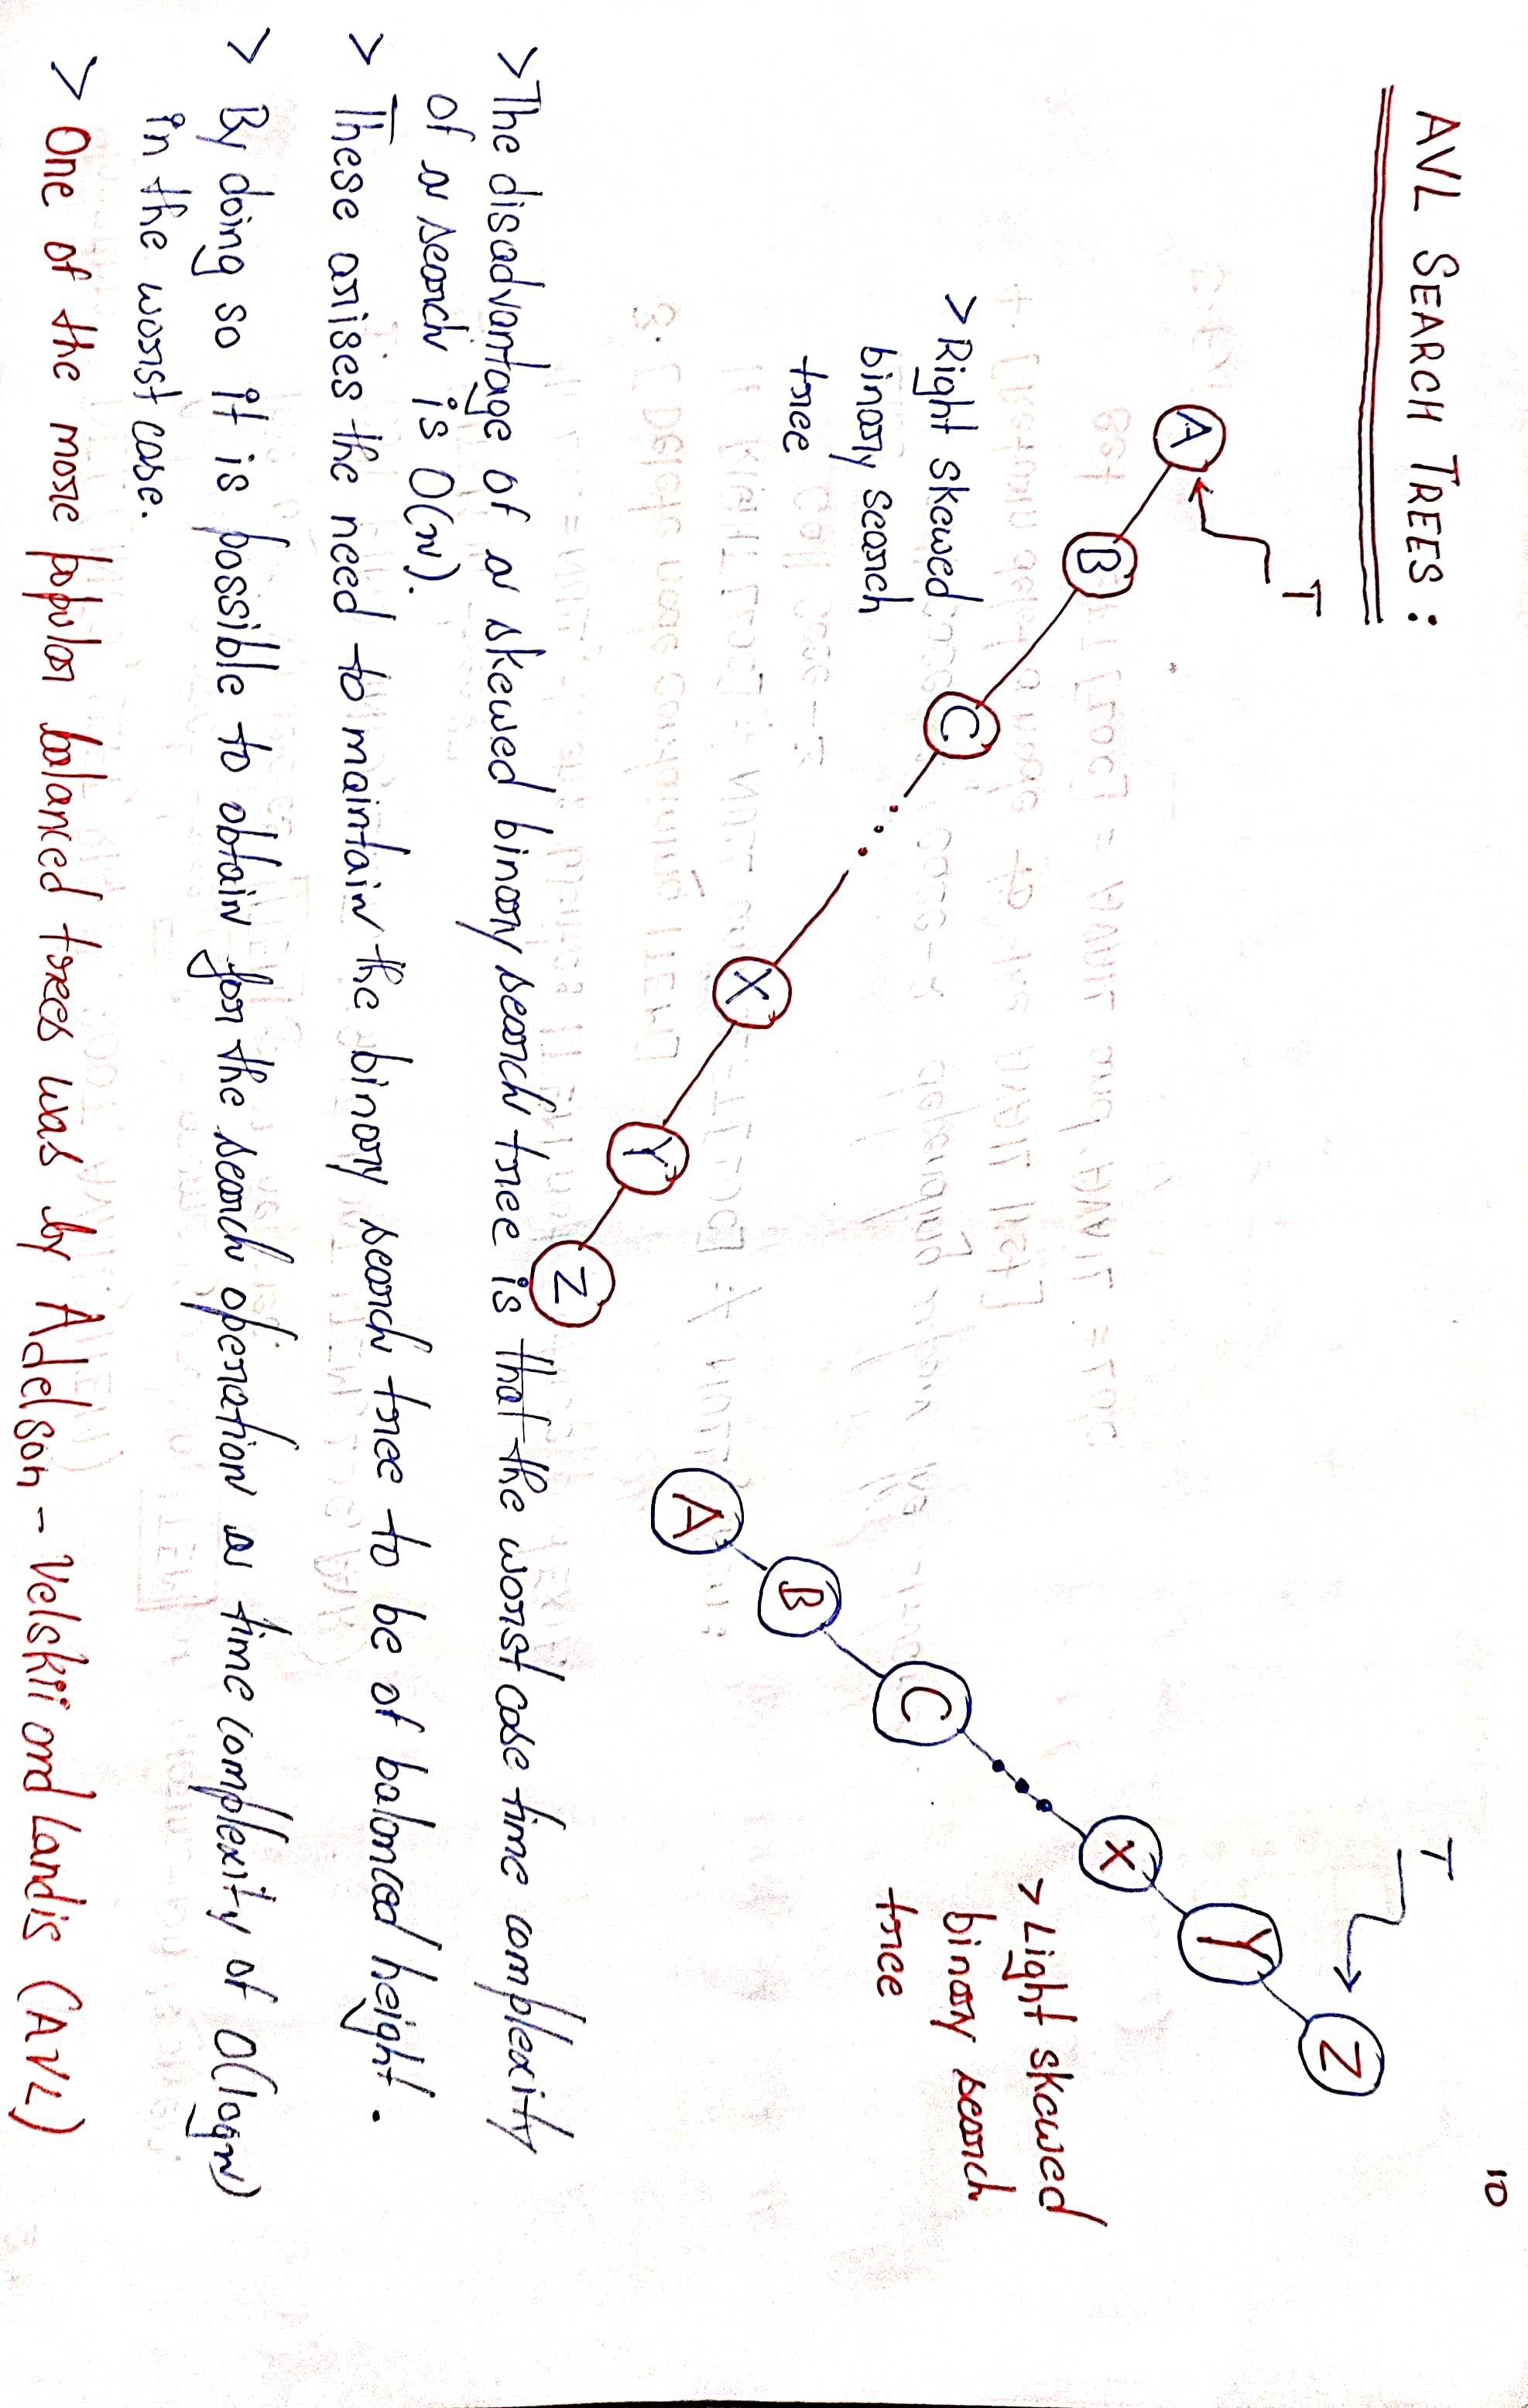 10
AVL SEARCH TREES:
T
A
B
C
X
Y
Z
> Right skewed
binary search
tree
T
Z
Y
X
C
B
A
> Light skewed
binary search
tree
> The disadvantage of a skewed binary search tree is that the worst case time complexity
of a search is O(n).
> These arises the need to maintain the binary search tree to be of balanced height.
> By doing so it is possible to obtain for the search operation a time complexity of O(logn)
in the worst case.
> One of the more popular balanced trees was by Adelson - Velskii and Landis (AVL)